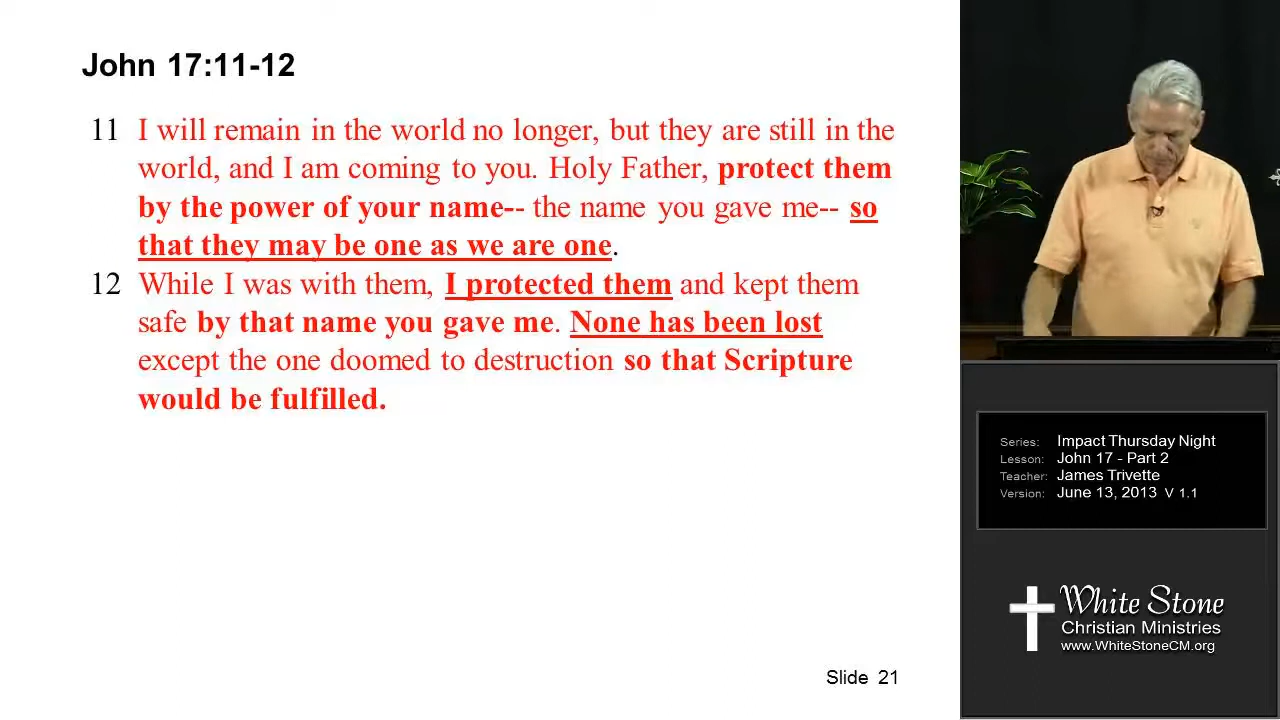 John 17:11-12
11 I will remain in the world no longer, but they are still in the
world, and I am coming to you. Holy Father, protect them
by the power of your name-- the name you gave me-- so
that they may be one as we are one.
12 While I was with them, I protected them and kept them
safe by that name you gave me. None has been lost
except the one doomed to destruction so that Scripture
would be fulfilled.
Slide 21
Series: Impact Thursday Night
Lesson: John 17 - Part 2
Teacher: James Trivette
Version: June 13, 2013 V 1.1
White Stone
Christian Ministries
www.WhiteStoneCM.org